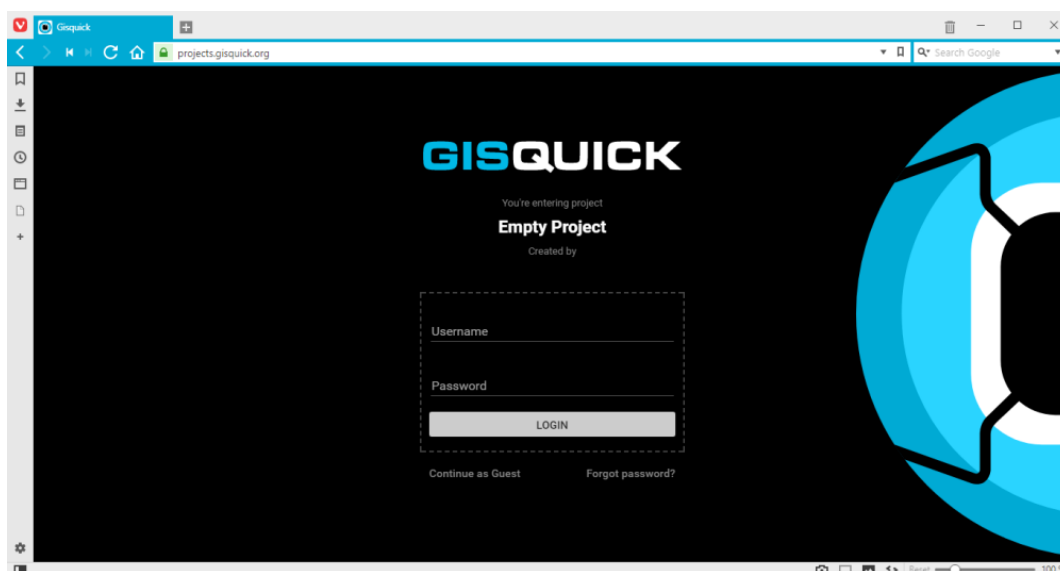 Gisquick
projects.gisquick.org
Search Google
GISQUICK
You're entering project
Empty Project
Created by
Username
Password
LOGIN
Continue as Guest
Forgot password?
Reset
100